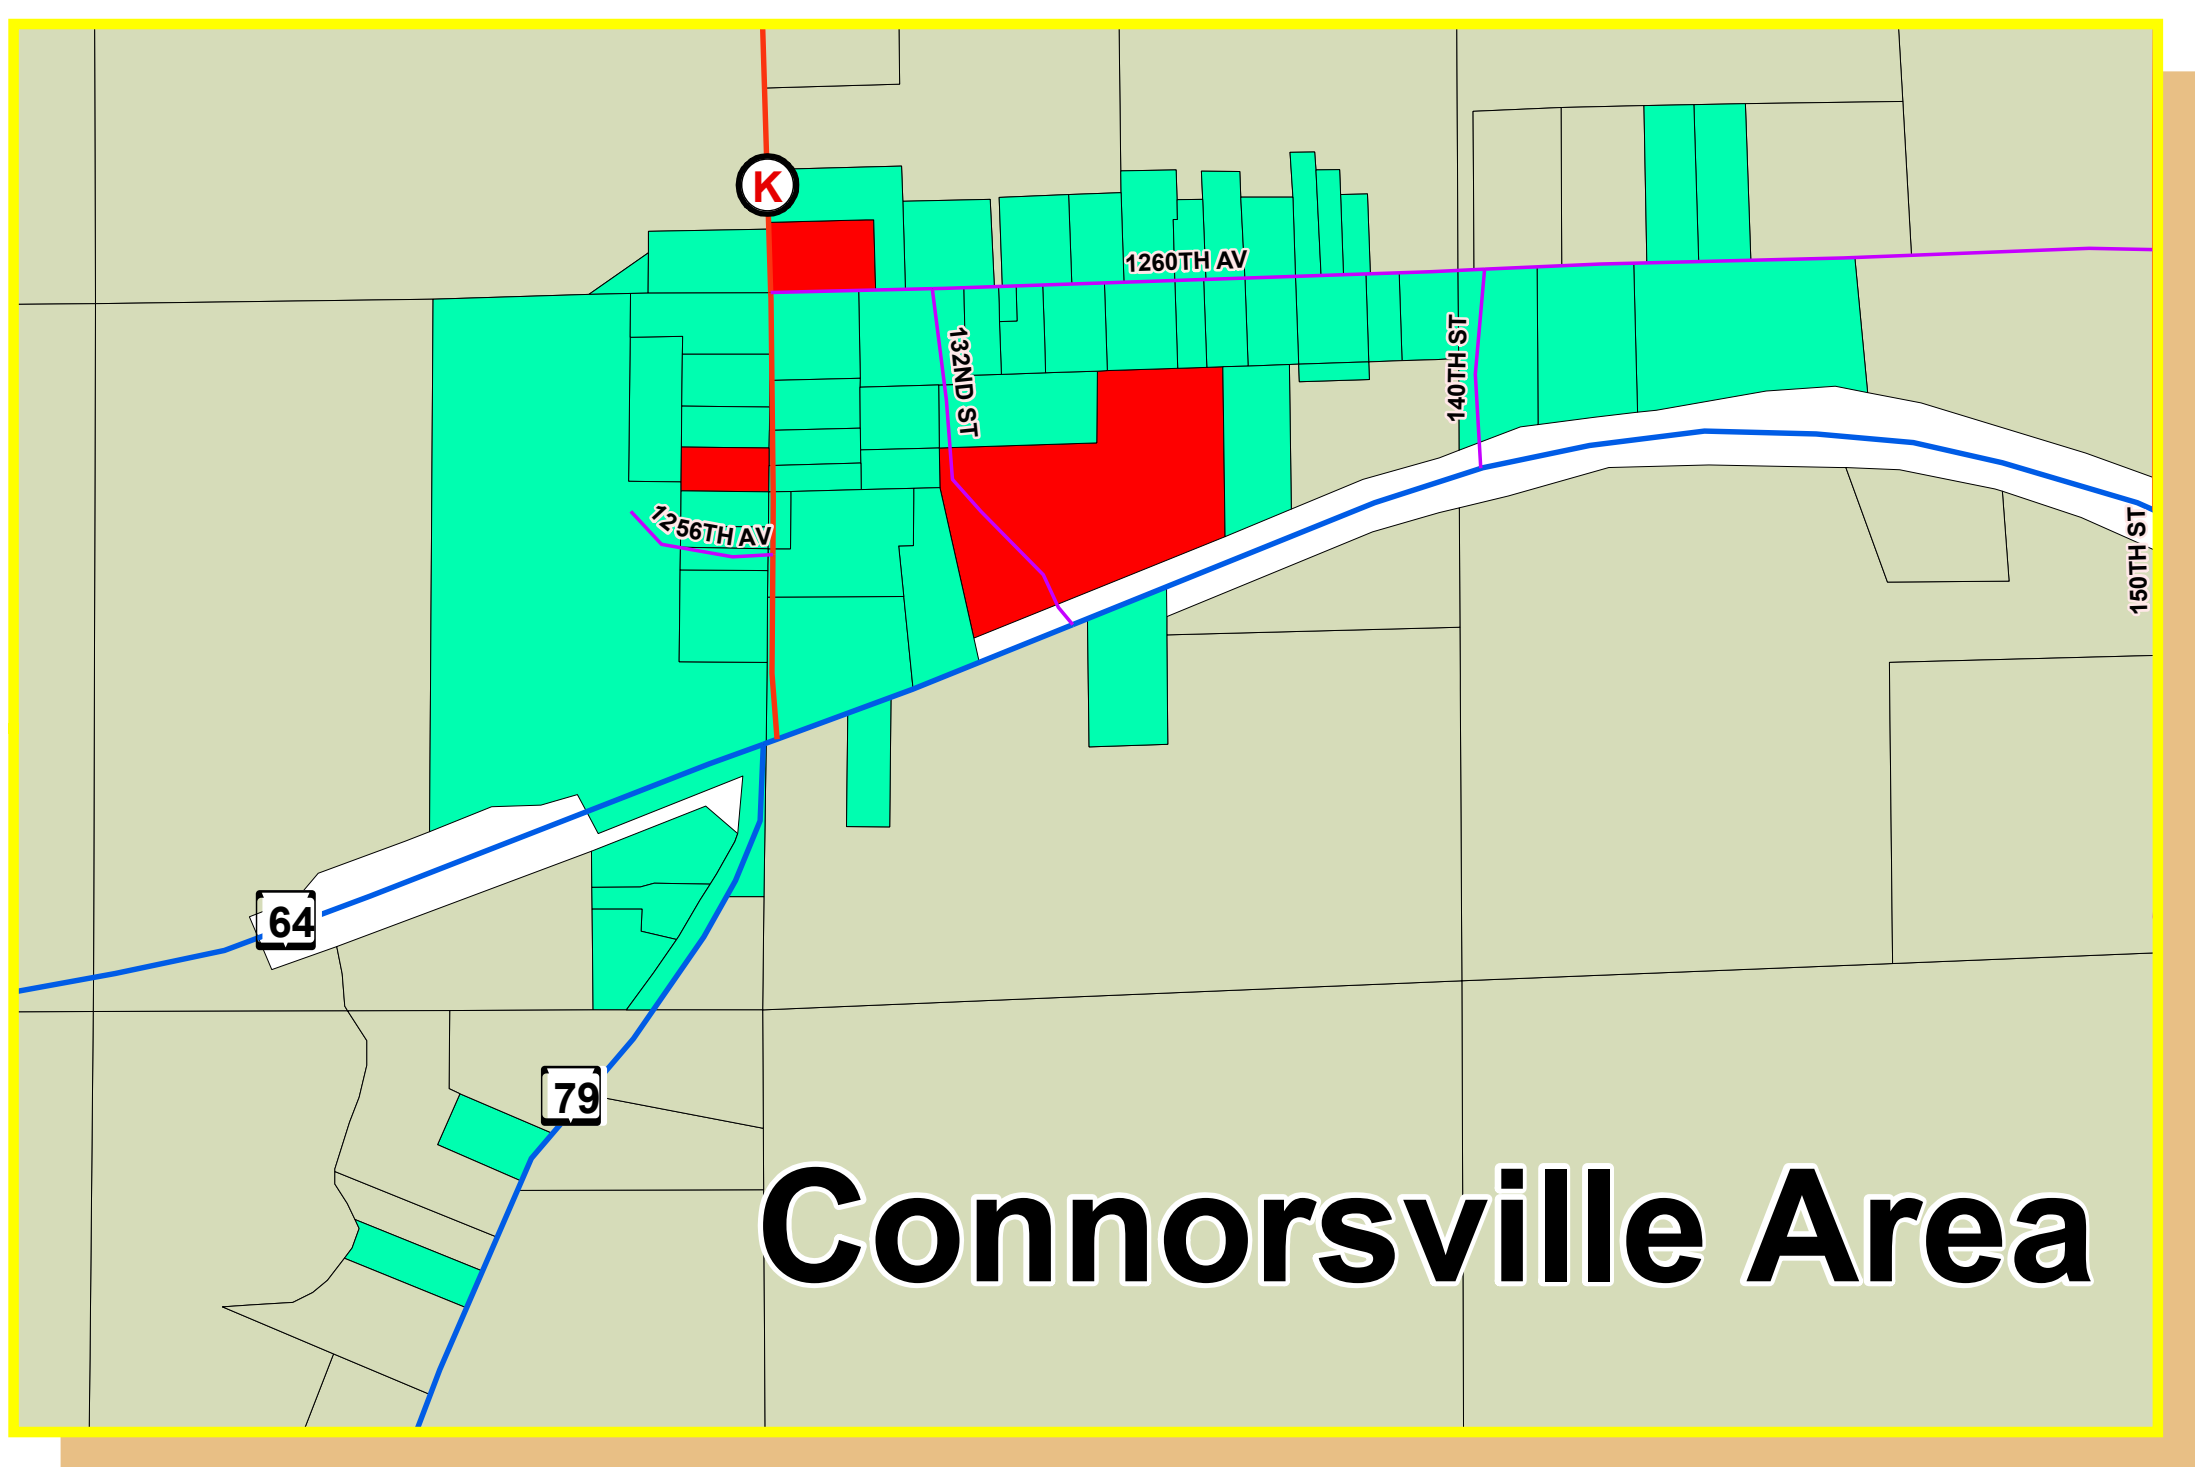 K
1260TH AV
132ND ST
140TH ST
1256TH AV
150TH ST
64
79
Connorsville Area